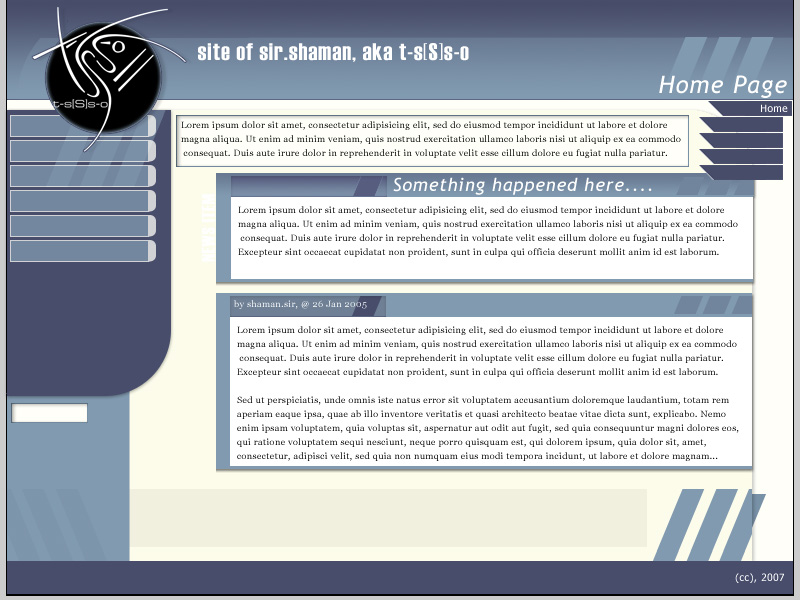 site of sir.shaman, aka t-s[S]s-o
t-s(S)s-o
Home Page
Home
Lorem ipsum dolor sit amet, consectetur adipisicing elit, sed do eiusmod tempor incididunt ut labore et dolore
magna aliqua. Ut enim ad minim veniam, quis nostrud exercitation ullamco laboris nisi ut aliquip ex ea commodo
consequat. Duis aute irure dolor in reprehenderit in voluptate velit esse cillum dolore eu fugiat nulla pariatur.
Something happened here....
Lorem ipsum dolor sit amet, consectetur adipisicing elit, sed do eiusmod tempor incididunt ut labore et dolore
magna aliqua. Ut enim ad minim veniam, quis nostrud exercitation ullamco laboris nisi ut aliquip ex ea commodo
consequat. Duis aute irure dolor in reprehenderit in voluptate velit esse cillum dolore eu fugiat nulla pariatur.
Excepteur sint occaecat cupidatat non proident, sunt in culpa qui officia deserunt mollit anim id est laborum.
by shaman.sir, @ 26 Jan 2005
Lorem ipsum dolor sit amet, consectetur adipisicing elit, sed do eiusmod tempor incididunt ut labore et dolore
magna aliqua. Ut enim ad minim veniam, quis nostrud exercitation ullamco laboris nisi ut aliquip ex ea commodo
consequat. Duis aute irure dolor in reprehenderit in voluptate velit esse cillum dolore eu fugiat nulla pariatur.
Excepteur sint occaecat cupidatat non proident, sunt in culpa qui officia deserunt mollit anim id est laborum.
Sed ut perspiciatis, unde omnis iste natus error sit voluptatem accusantium doloremque laudantium, totam rem
aperiam eaque ipsa, quae ab illo inventore veritatis et quasi architecto beatae vitae dicta sunt, explicabo. Nemo
enim ipsam voluptatem, quia voluptas sit, aspernatur aut odit aut fugit, sed quia consequuntur magni dolores eos,
qui ratione voluptatem sequi nesciunt, neque porro quisquam est, qui dolorem ipsum, quia dolor sit, amet,
consectetur, adipisci velit, sed quia non numquam eius modi tempora incidunt, ut labore et dolore magnam...
(cc), 2007